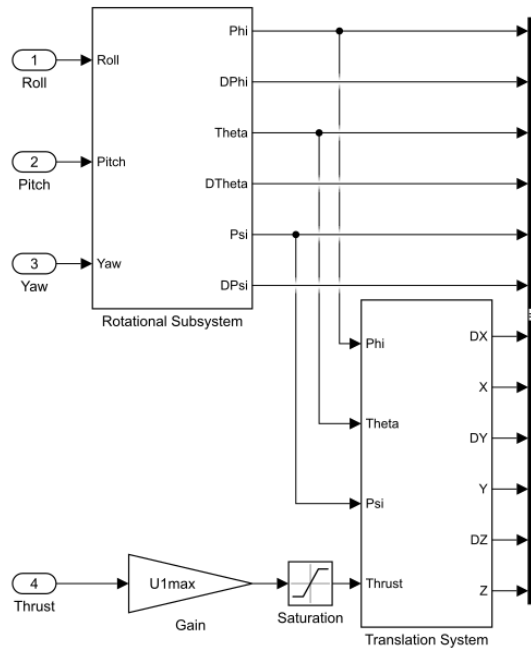 Phi
1
Roll
Roll
DPhi
Theta
2
Pitch
Pitch
DTheta
Psi
3
Yaw
Yaw
DPsi
Rotational Subsystem
Phi
DX
X
Theta
DY
Y
Psi
DZ
4
Thrust
U1max
Gain
Saturation
Thrust
Z
Translation System